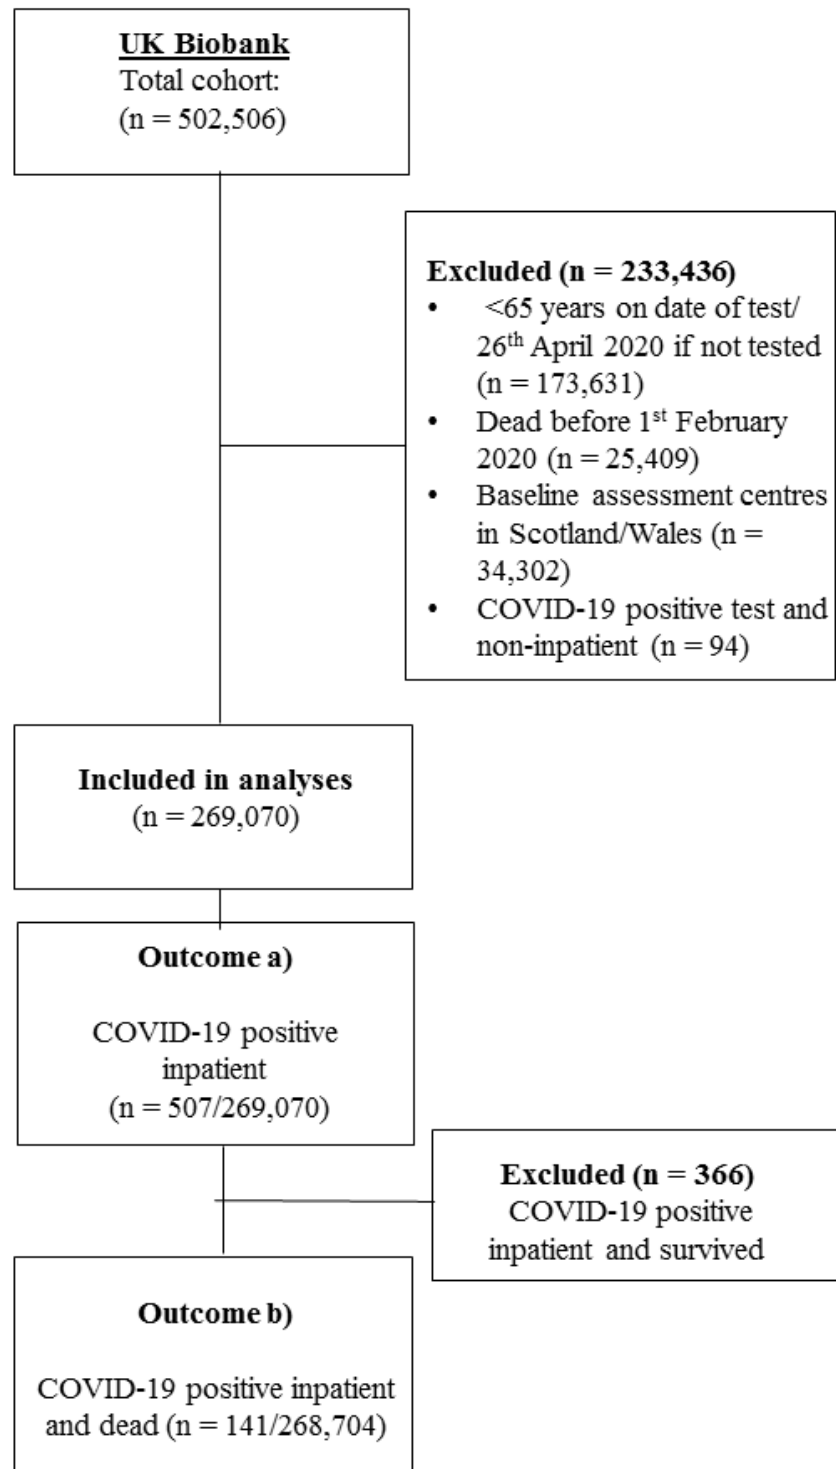 UK Biobank
Total cohort:
(n = 502,506)
Excluded (n = 233,436)
• <65 years on date of test/
26th April 2020 if not tested
(n = 173,631)
• Dead before 1st February
2020 (n = 25,409)
• Baseline assessment centres
in Scotland/Wales (n =
34,302)
• COVID-19 positive test and
non-inpatient (n = 94)
Included in analyses
(n = 269,070)
Outcome a)
COVID-19 positive
inpatient
(n = 507/269,070)
Excluded (n = 366)
COVID-19 positive
inpatient and survived
Outcome b)
COVID-19 positive inpatient
and dead (n = 141/268,704)